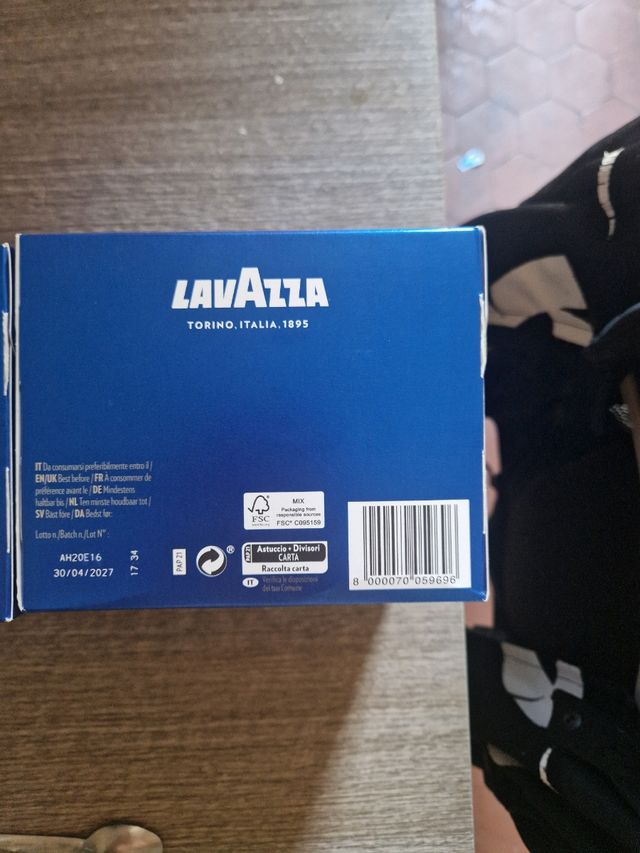 LAVAZZA
TORINO, ITALIA, 1895
IT Da consumarsi preferibilmente entro il /
EN/UK Best before / FR A consommer de
préférence avant le / DE Mindestens
haltbar bis / NL Ten minste houdbaar tot /
SV Bäst före / DA Bedst før:
Lotto n./Batch n./Lot N° :
AH20E16
30/04/2027
17 34
PAP 21
®
FSC
www.fsc.org
MIX
Packaging from
responsible sources
FSC® C095159
PAP 21
Astuccio + Divisori
CARTA
Raccolta carta
IT Verifica le disposizioni
del tuo Comune
8 000070 059696